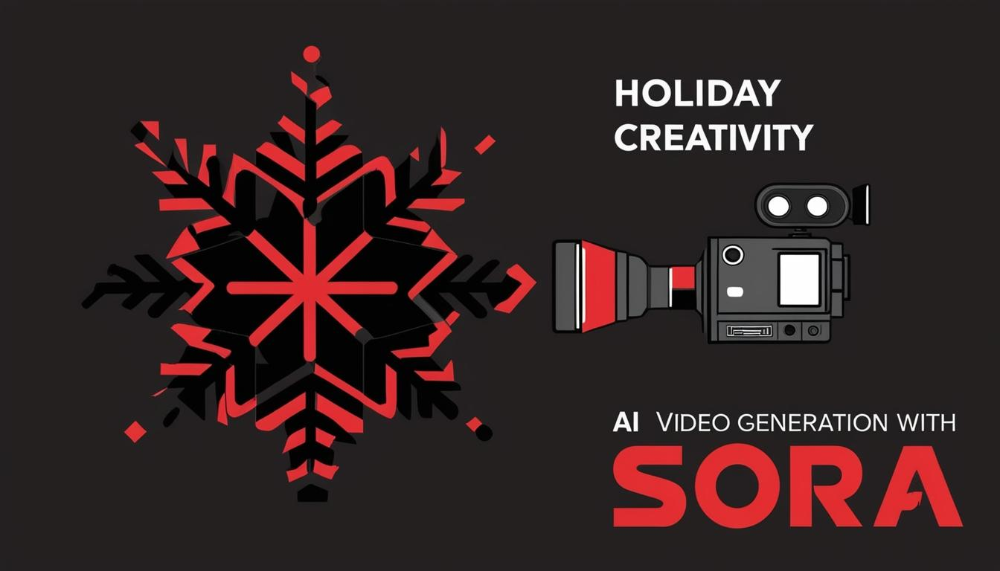 HOLIDAY
CREATIVITY
AI VIDEO GENERATION WITH
SORA